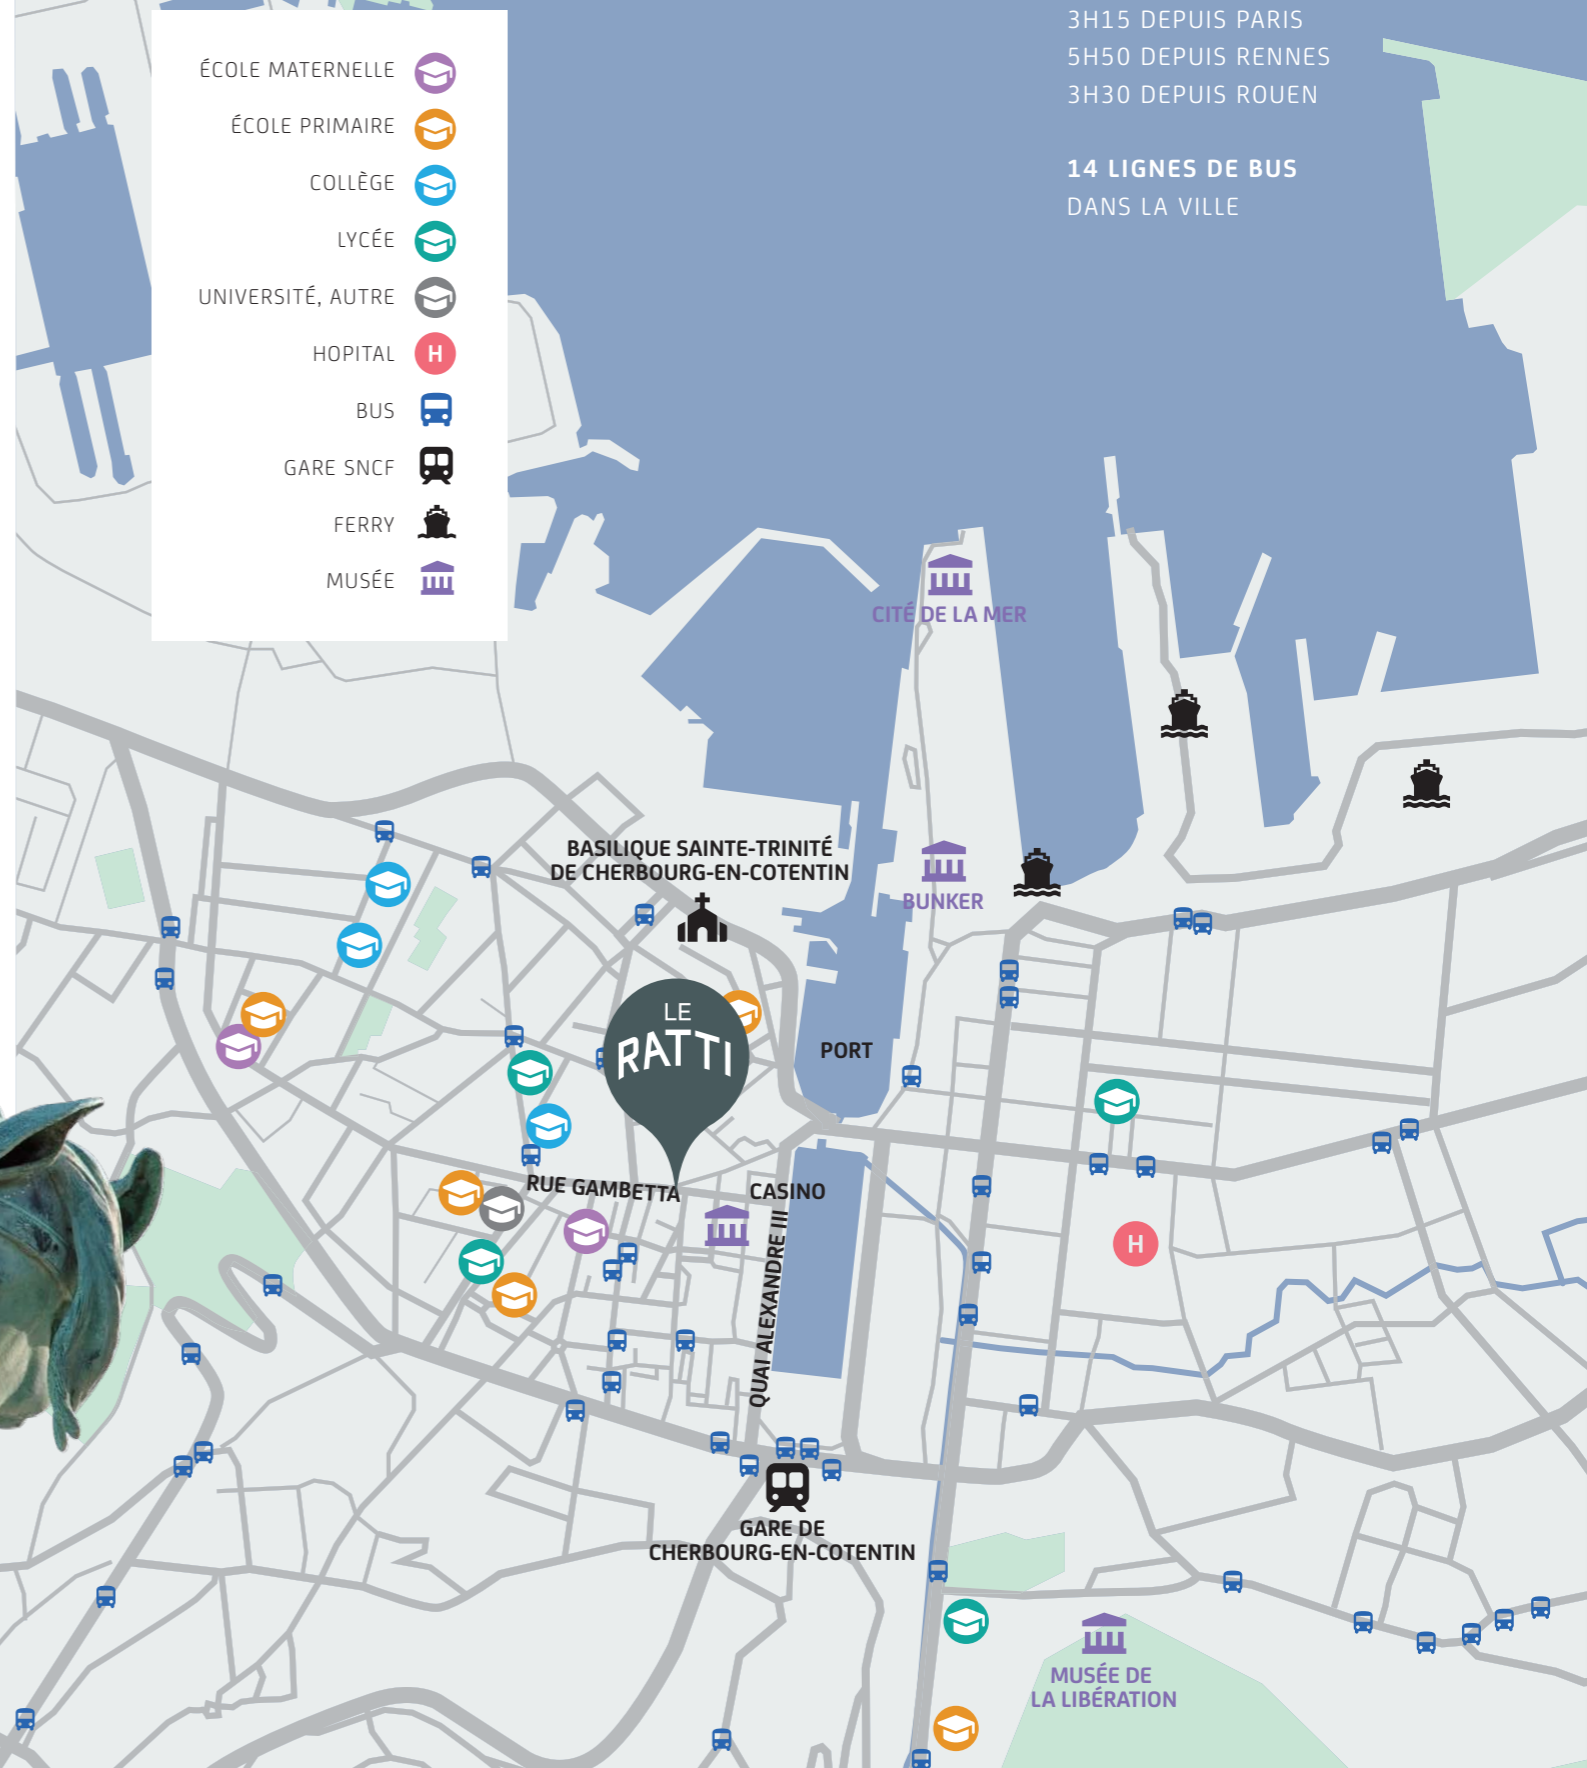 3H15 DEPUIS PARIS
5H50 DEPUIS RENNES
3H30 DEPUIS ROUEN
14 LIGNES DE BUS
DANS LA VILLE
ÉCOLE MATERNELLE
ÉCOLE PRIMAIRE
COLLÈGE
LYCÉE
UNIVERSITÉ, AUTRE
HOPITAL
H
BUS
GARE SNCF
FERRY
MUSÉE
CITÉ DE LA MER
BASILIQUE SAINTE-TRINITÉ
DE CHERBOURG-EN-COTENTIN
BUNKER
LE
RATTI
PORT
RUE GAMBETTA
CASINO
QUAI ALEXANDRE III
H
GARE DE
CHERBOURG-EN-COTENTIN
MUSÉE DE
LA LIBÉRATION